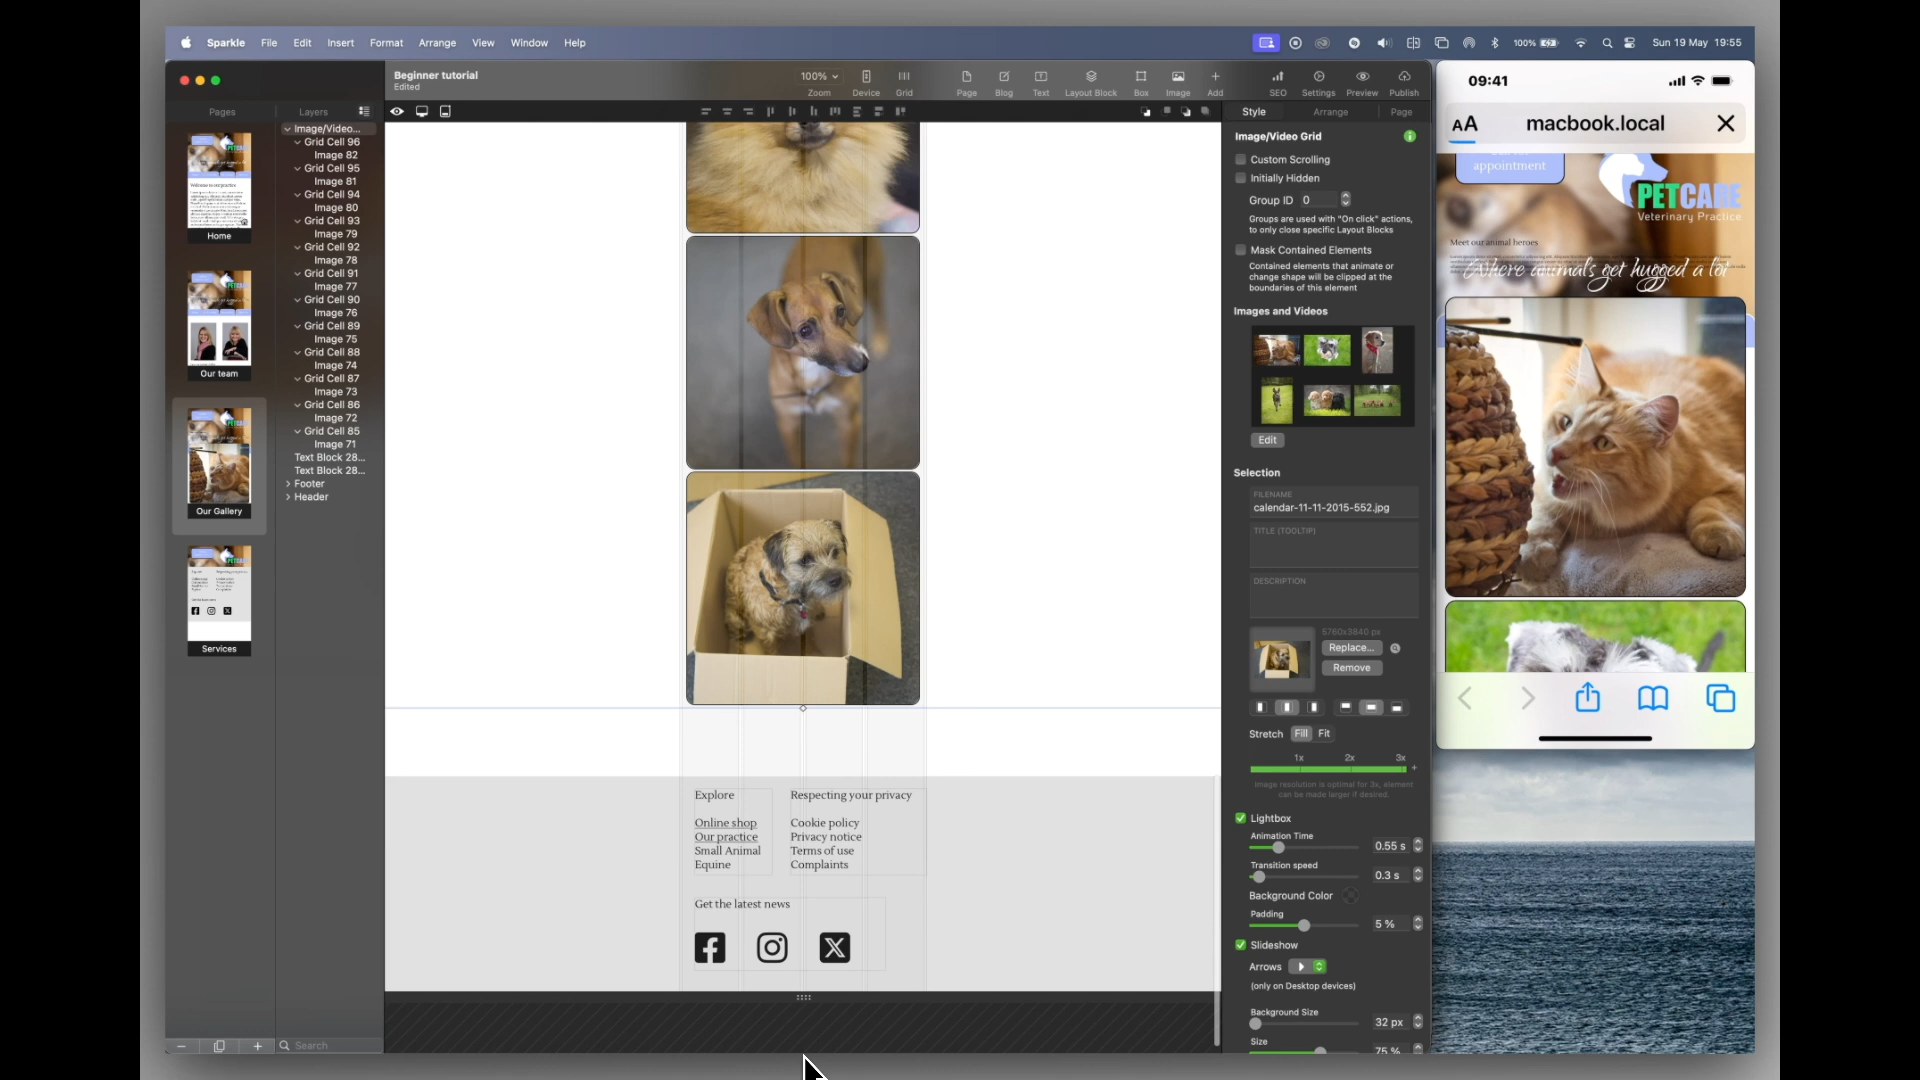 Sparkle File Edit Insert Format Arrange View Window Help
100% Sun 19 May 19:55
Beginner tutorial
Edited
100%
Zoom Device Grid Page Blog Text Layout Block Box Image Add SEO Settings Preview Publish
Pages Layers
Home
Our team
Our Gallery
Services
Image/Video...
Grid Cell 96
Image 82
Grid Cell 95
Image 81
Grid Cell 94
Image 80
Grid Cell 93
Image 79
Grid Cell 92
Image 78
Grid Cell 91
Image 77
Grid Cell 90
Image 76
Grid Cell 89
Image 75
Grid Cell 88
Image 74
Grid Cell 87
Image 73
Grid Cell 86
Image 72
Grid Cell 85
Image 71
Text Block 28...
Text Block 28...
Footer
Header
Search
Explore
Online shop
Our practice
Small Animal
Equine
Respecting your privacy
Cookie policy
Privacy notice
Terms of use
Complaints
Get the latest news
Style Arrange Page
Image/Video Grid
Custom Scrolling
Initially Hidden
Group ID 0
Groups are used with "On click" actions,
to only close specific Layout Blocks
Mask Contained Elements
Contained elements that animate or
change shape will be clipped at the
boundaries of this element
Images and Videos
Edit
Selection
FILENAME
calendar-11-11-2015-552.jpg
TITLE (TOOLTIP)
DESCRIPTION
5760x3840 px
Replace...
Remove
Stretch Fill Fit
1x 2x 3x
Image resolution is optimal for 3x, element
can be made larger if desired.
Lightbox
Animation Time
0.55 s
Transition speed
0.3 s
Background Color
Padding
5 %
Slideshow
Arrows
(only on Desktop devices)
Background Size
32 px
Size
75 %
09:41
AA macbook.local
appointment
PETCARE
Veterinary Practice
Meet our animal heroes
Where animals get hugged a lot